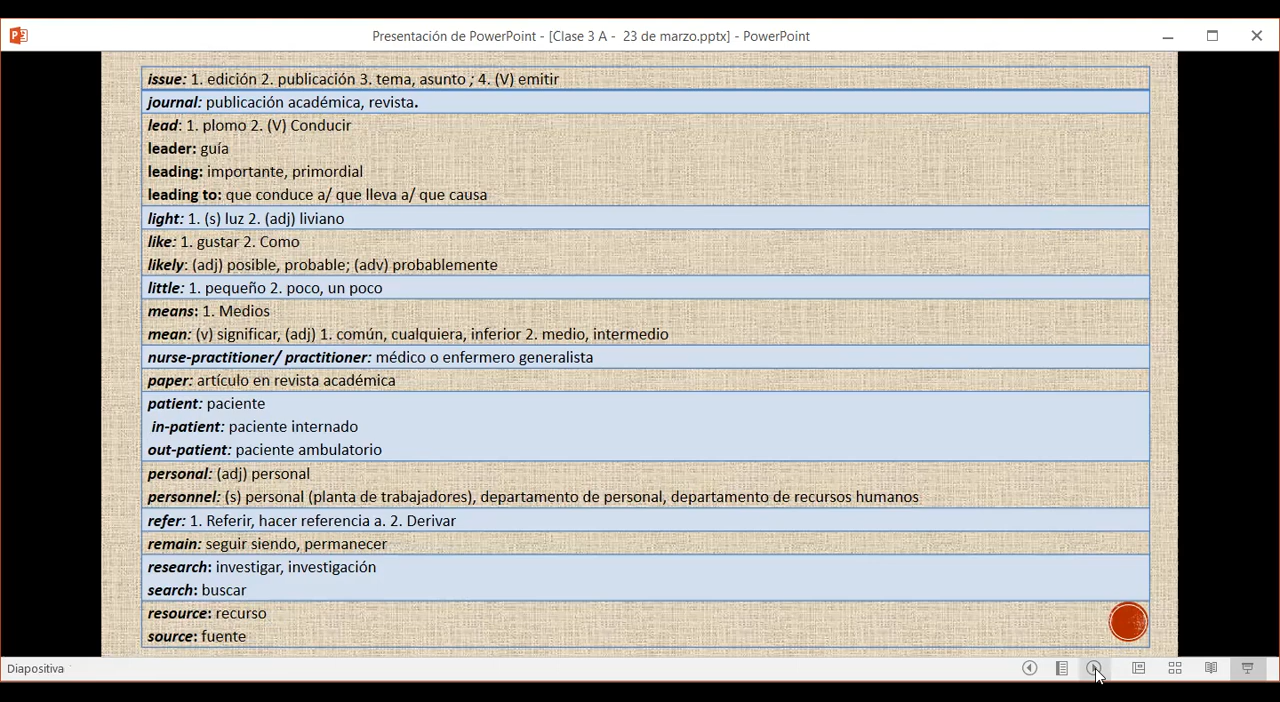 Presentación de PowerPoint - [Clase 3 A - 23 de marzo.pptx] - PowerPoint
issue: 1. edición 2. publicación 3. tema, asunto ; 4. (V) emitir
journal: publicación académica, revista.
lead: 1. plomo 2. (V) Conducir
leader: guía
leading: importante, primordial
leading to: que conduce a/ que lleva a/ que causa
light: 1. (s) luz 2. (adj) liviano
like: 1. gustar 2. Como
likely: (adj) posible, probable; (adv) probablemente
little: 1. pequeño 2. poco, un poco
means: 1. Medios
mean: (v) significar, (adj) 1. común, cualquiera, inferior 2. medio, intermedio
nurse-practitioner/ practitioner: médico o enfermero generalista
paper: artículo en revista académica
patient: paciente
in-patient: paciente internado
out-patient: paciente ambulatorio
personal: (adj) personal
personnel: (s) personal (planta de trabajadores), departamento de personal, departamento de recursos humanos
refer: 1. Referir, hacer referencia a. 2. Derivar
remain: seguir siendo, permanecer
research: investigar, investigación
search: buscar
resource: recurso
source: fuente
Diapositiva